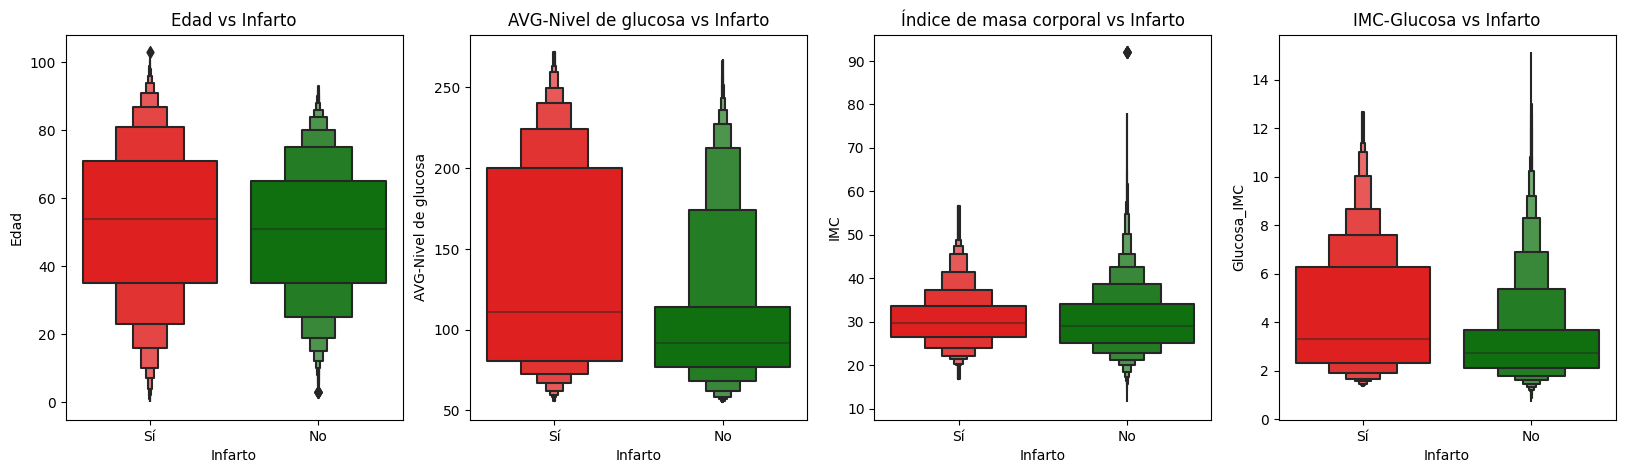 Edad vs Infarto
Edad
100
80
60
40
20
0
Sí No
Infarto
AVG-Nivel de glucosa vs Infarto
AVG-Nivel de glucosa
250
200
150
100
50
Sí No
Infarto
Índice de masa corporal vs Infarto
IMC
90
80
70
60
50
40
30
20
10
Sí No
Infarto
IMC-Glucosa vs Infarto
Glucosa_IMC
14
12
10
8
6
4
2
0
Sí No
Infarto